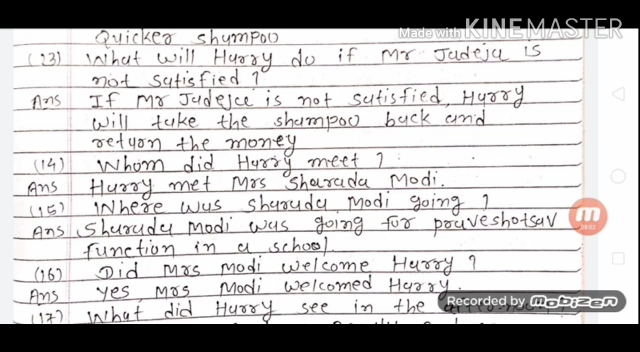 Made with KINEMASTER
Quicker Shampoo
(23) What will Harry do if Mr Jadeja is
not satisfied ?
Ans If Mr Jadeja is not satisfied, Harry
will take the shampoo back and
return the money
(14) Whom did Harry meet ?
Ans Harry met Mrs Sharada Modi.
(15) Where was Sharada Modi going ?
Ans Sharada Modi was going for praveshotsav
function in a school
(16) Did Mrs Modi welcome Harry ?
Ans Yes, Mrs Modi welcomed Harry.
(17) What did Harry see in the
M
Recorded by Mobizen